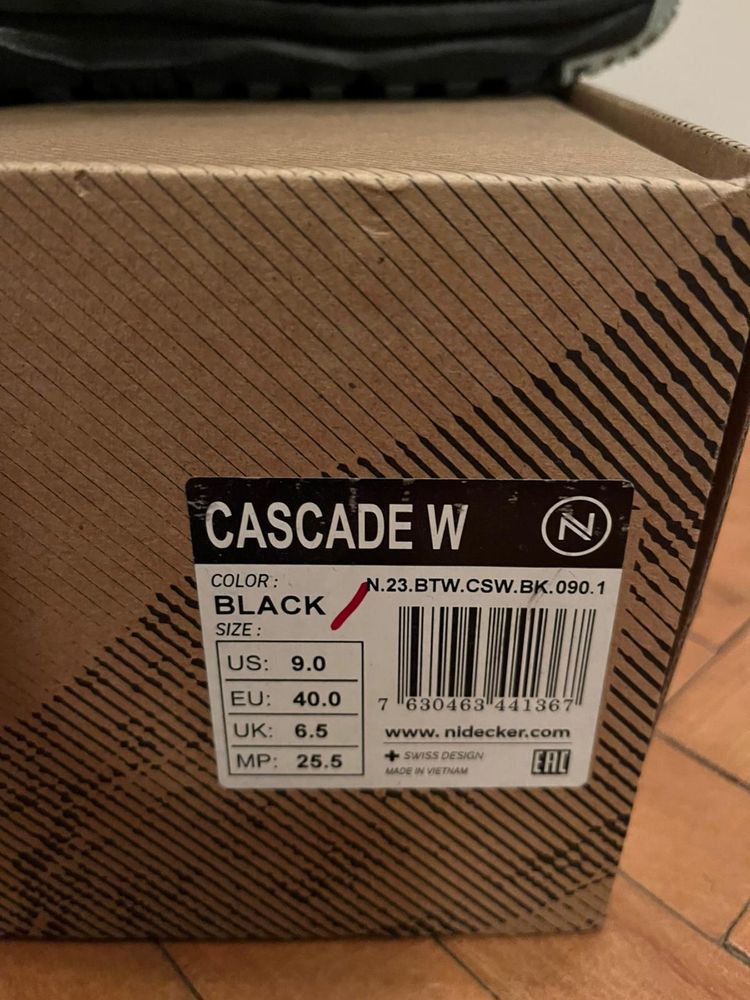 CASCADE W
N
COLOR :
BLACK
N.23.BTW.CSW.BK.090.1
SIZE :
US: 9.0
EU: 40.0
UK: 6.5
MP: 25.5
7 630463 441367
www.nidecker.com
SWISS DESIGN
MADE IN VIETNAM
EAC